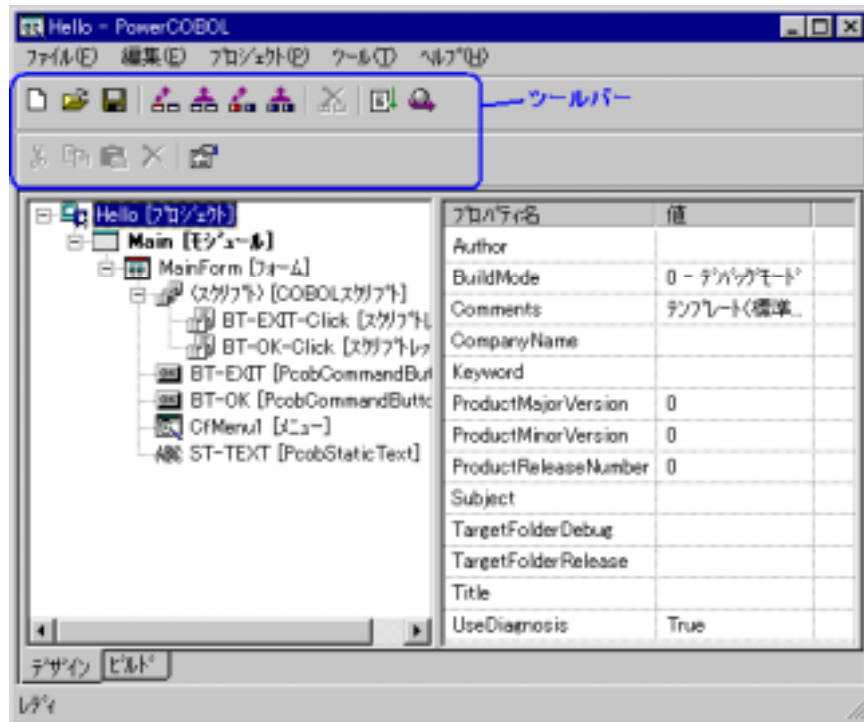 Hello - PowerCOBOL
ﾌｧｲﾙ(F) 編集(E) ﾌﾟﾛｼﾞｪｸﾄ(P) ﾂｰﾙ(T) ﾍﾙﾌﾟ(H)
ツールバー
Hello [ﾌﾟﾛｼﾞｪｸﾄ]
Main [ﾓｼﾞｭｰﾙ]
MainForm [ﾌｫｰﾑ]
(ｽｸﾘﾌﾟﾄ) [COBOLｽｸﾘﾌﾟﾄ]
BT-EXIT-Click [ｽｸﾘﾌﾟﾄﾚ
BT-OK-Click [ｽｸﾘﾌﾟﾄﾚｯ
BT-EXIT [PcobCommandBut
BT-OK [PcobCommandButto
CfMenu1 [ﾒﾆｭｰ]
ST-TEXT [PcobStaticText]
ﾌﾟﾛﾊﾟﾃｨ名 値
Author
BuildMode 0 - ﾃﾞﾊﾞｯｸﾞﾓｰﾄﾞ
Comments ﾃﾝﾌﾟﾚｰﾄ(標準...
CompanyName
Keyword
ProductMajorVersion 0
ProductMinorVersion 0
ProductReleaseNumber 0
Subject
TargetFolderDebug
TargetFolderRelease
Title
UseDiagnosis True
ﾃﾞｻﾞｲﾝ ﾋﾞﾙﾄﾞ
ﾚﾃﾞｨ